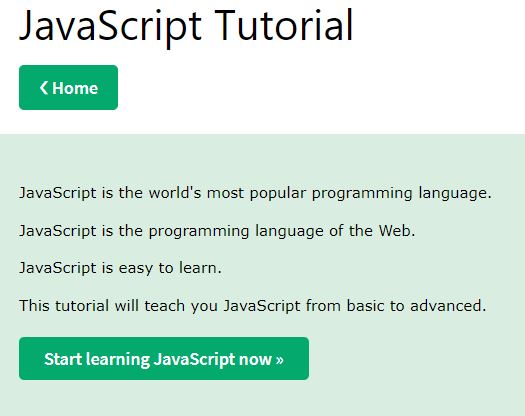 JavaScript Tutorial
❮ Home
JavaScript is the world's most popular programming language.
JavaScript is the programming language of the Web.
JavaScript is easy to learn.
This tutorial will teach you JavaScript from basic to advanced.
Start learning JavaScript now »